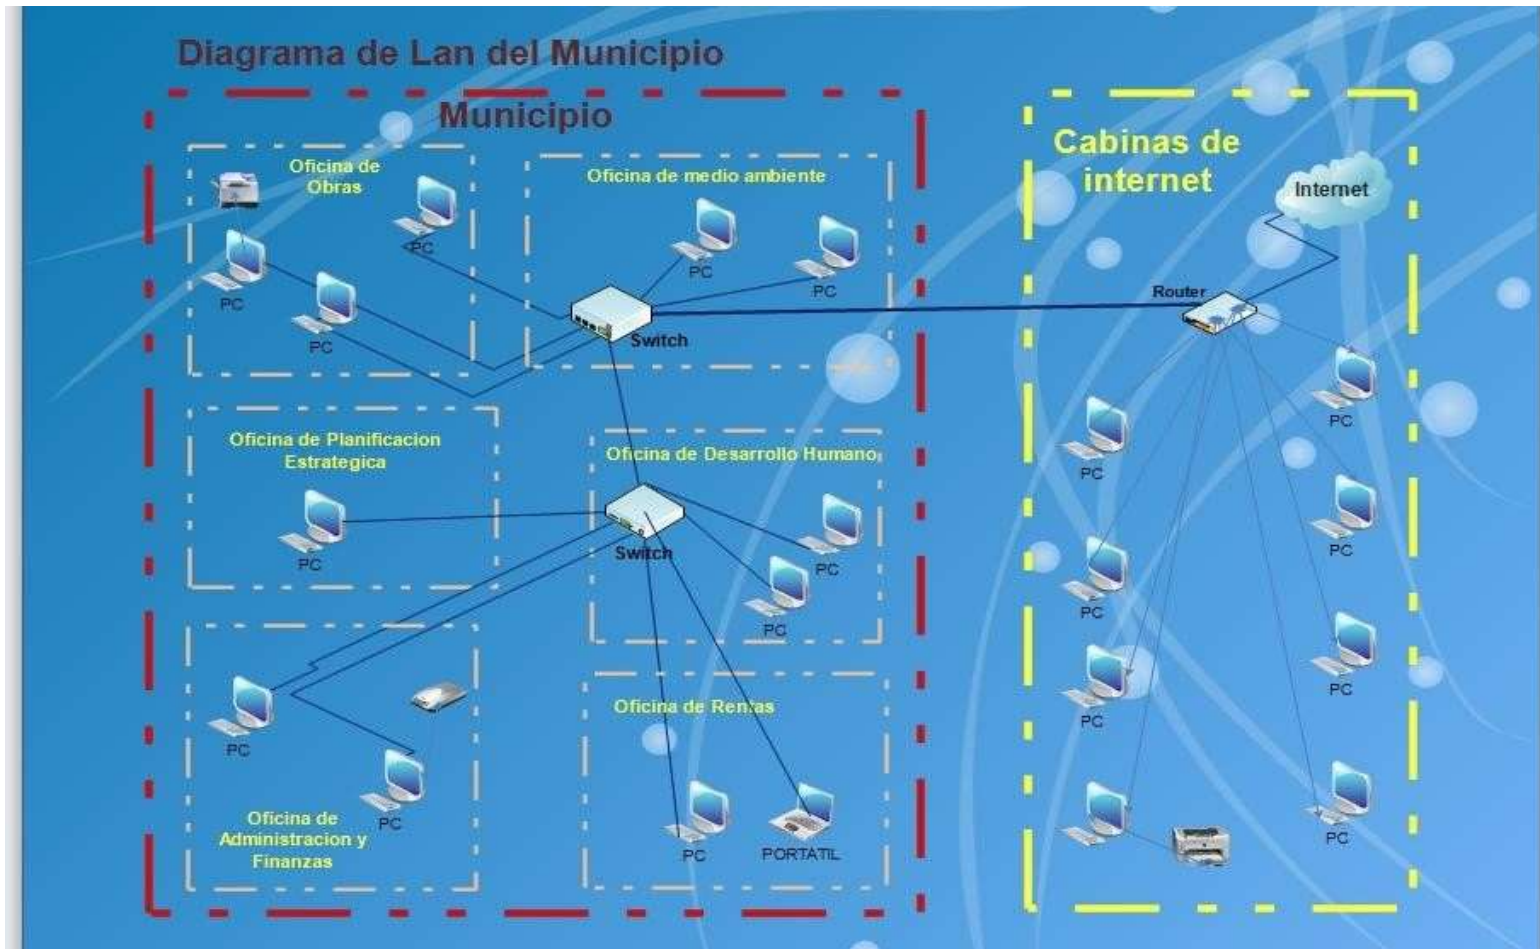 Diagrama de Lan del Municipio
Municipio
Oficina de
Obras
PC
PC
PC
Oficina de medio ambiente
PC
PC
Switch
Oficina de Planificacion
Estrategica
PC
Oficina de Desarrollo Humano
Switch
PC
PC
PC
PC
Oficina de
Administracion y
Finanzas
Oficina de Rentas
PC
PORTATIL
Cabinas de
internet
Internet
Router
PC
PC
PC
PC
PC
PC
PC
PC